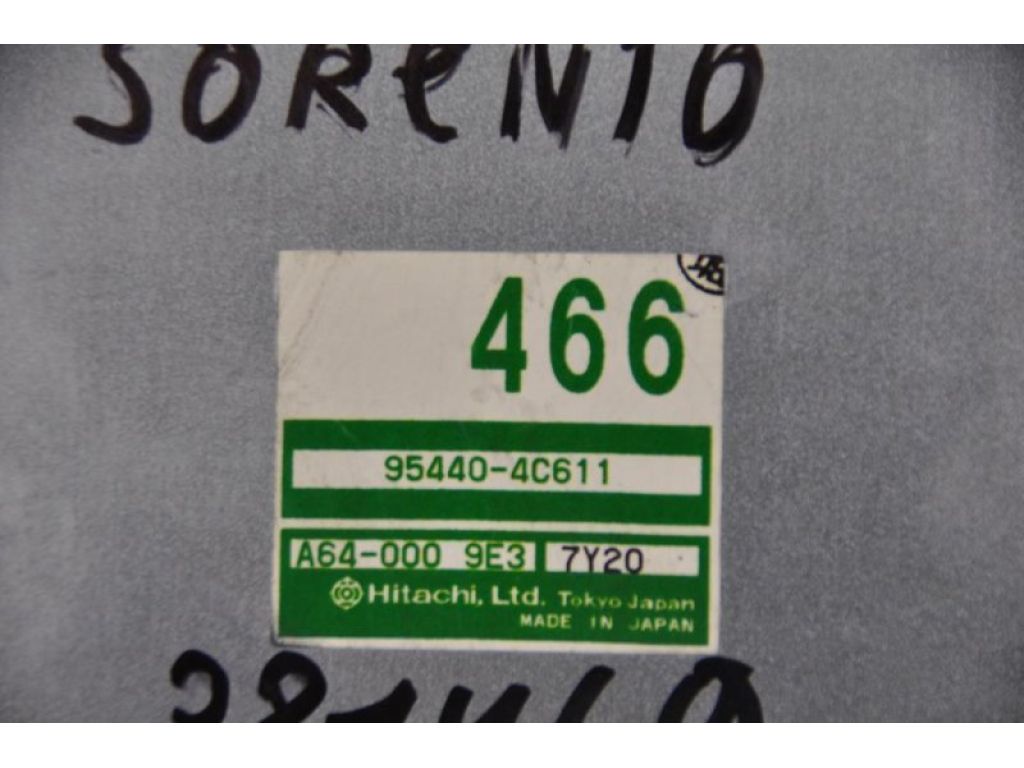 SORENTO
466
95440-4C611
A64-000 9E3 7Y20
Hitachi, Ltd. Tokyo Japan
MADE IN JAPAN